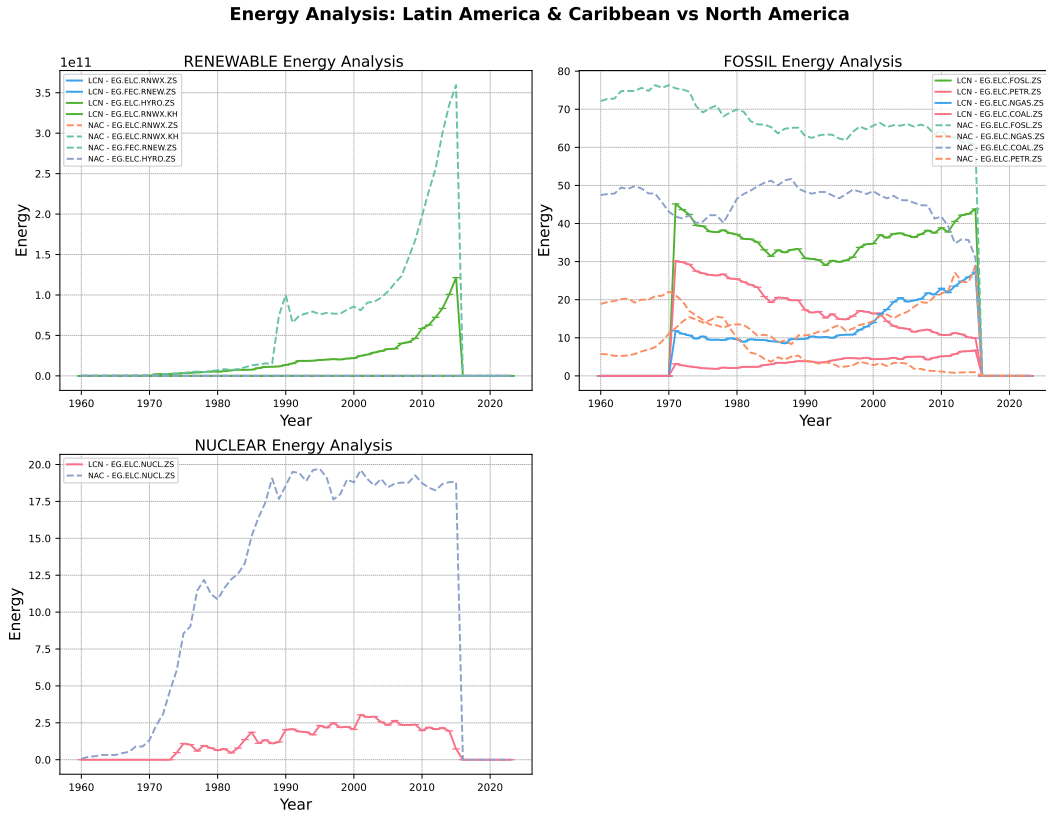 Energy Analysis: Latin America & Caribbean vs North America
RENEWABLE Energy Analysis
1e11
LCN - EG.ELC.RNWX.ZS
LCN - EG.FEC.RNEW.ZS
LCN - EG.ELC.HYRO.ZS
LCN - EG.ELC.RNWX.KH
NAC - EG.ELC.RNWX.ZS
NAC - EG.ELC.RNWX.KH
NAC - EG.FEC.RNEW.ZS
NAC - EG.ELC.HYRO.ZS
3.5
3.0
2.5
2.0
1.5
1.0
0.5
0.0
Energy
1960 1970 1980 1990 2000 2010 2020
Year
FOSSIL Energy Analysis
LCN - EG.ELC.FOSL.ZS
LCN - EG.ELC.PETR.ZS
LCN - EG.ELC.NGAS.ZS
LCN - EG.ELC.COAL.ZS
NAC - EG.ELC.FOSL.ZS
NAC - EG.ELC.NGAS.ZS
NAC - EG.ELC.COAL.ZS
NAC - EG.ELC.PETR.ZS
80
70
60
50
40
30
20
10
0
Energy
1960 1970 1980 1990 2000 2010 2020
Year
NUCLEAR Energy Analysis
LCN - EG.ELC.NUCL.ZS
NAC - EG.ELC.NUCL.ZS
20.0
17.5
15.0
12.5
10.0
7.5
5.0
2.5
0.0
Energy
1960 1970 1980 1990 2000 2010 2020
Year